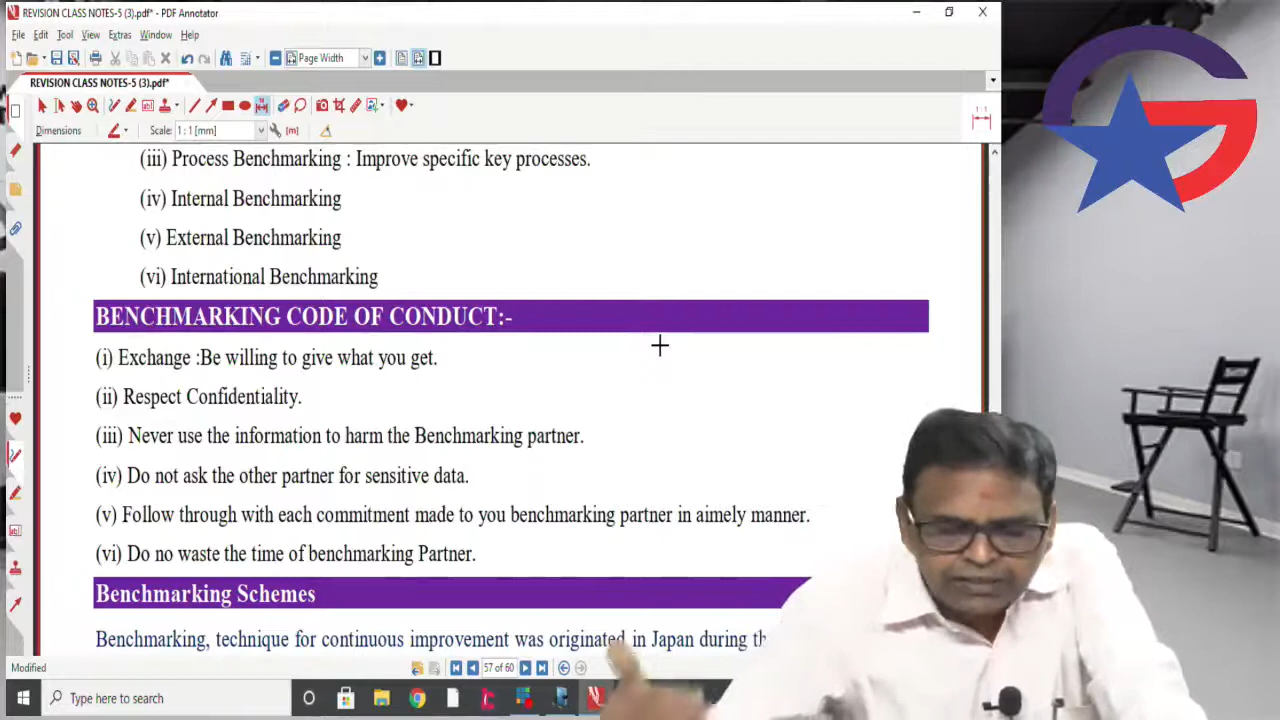 REVISION CLASS NOTES-5 (3).pdf* - PDF Annotator
File Edit Tool View Extras Window Help
Page Width
REVISION CLASS NOTES-5 (3).pdf*
Dimensions Scale: 1 : 1 [mm] [m]
1 : 1
(iii) Process Benchmarking : Improve specific key processes.
(iv) Internal Benchmarking
(v) External Benchmarking
(vi) International Benchmarking
BENCHMARKING CODE OF CONDUCT:-
(i) Exchange :Be willing to give what you get.
(ii) Respect Confidentiality.
(iii) Never use the information to harm the Benchmarking partner.
(iv) Do not ask the other partner for sensitive data.
(v) Follow through with each commitment made to you benchmarking partner in aimely manner.
(vi) Do no waste the time of benchmarking Partner.
Benchmarking Schemes
Benchmarking, technique for continuous improvement was originated in Japan during
Modified 57 of 60
Type here to search